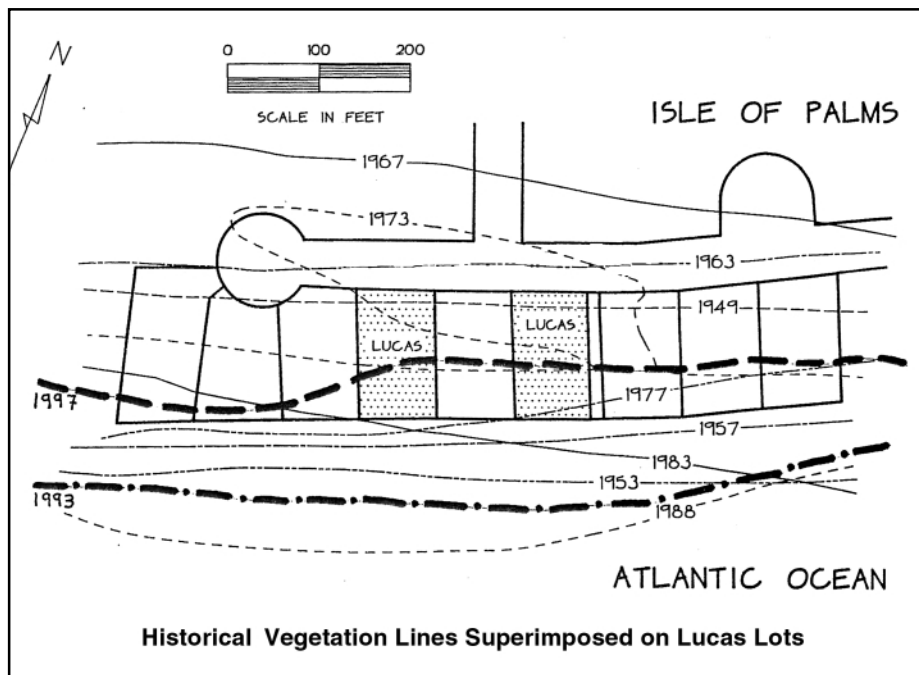 N
0 100 200
SCALE IN FEET
ISLE OF PALMS
1967
1973
1963
1949
LUCAS
LUCAS
1977
1997
1957
1983
1953
1993
1988
ATLANTIC OCEAN
Historical Vegetation Lines Superimposed on Lucas Lots